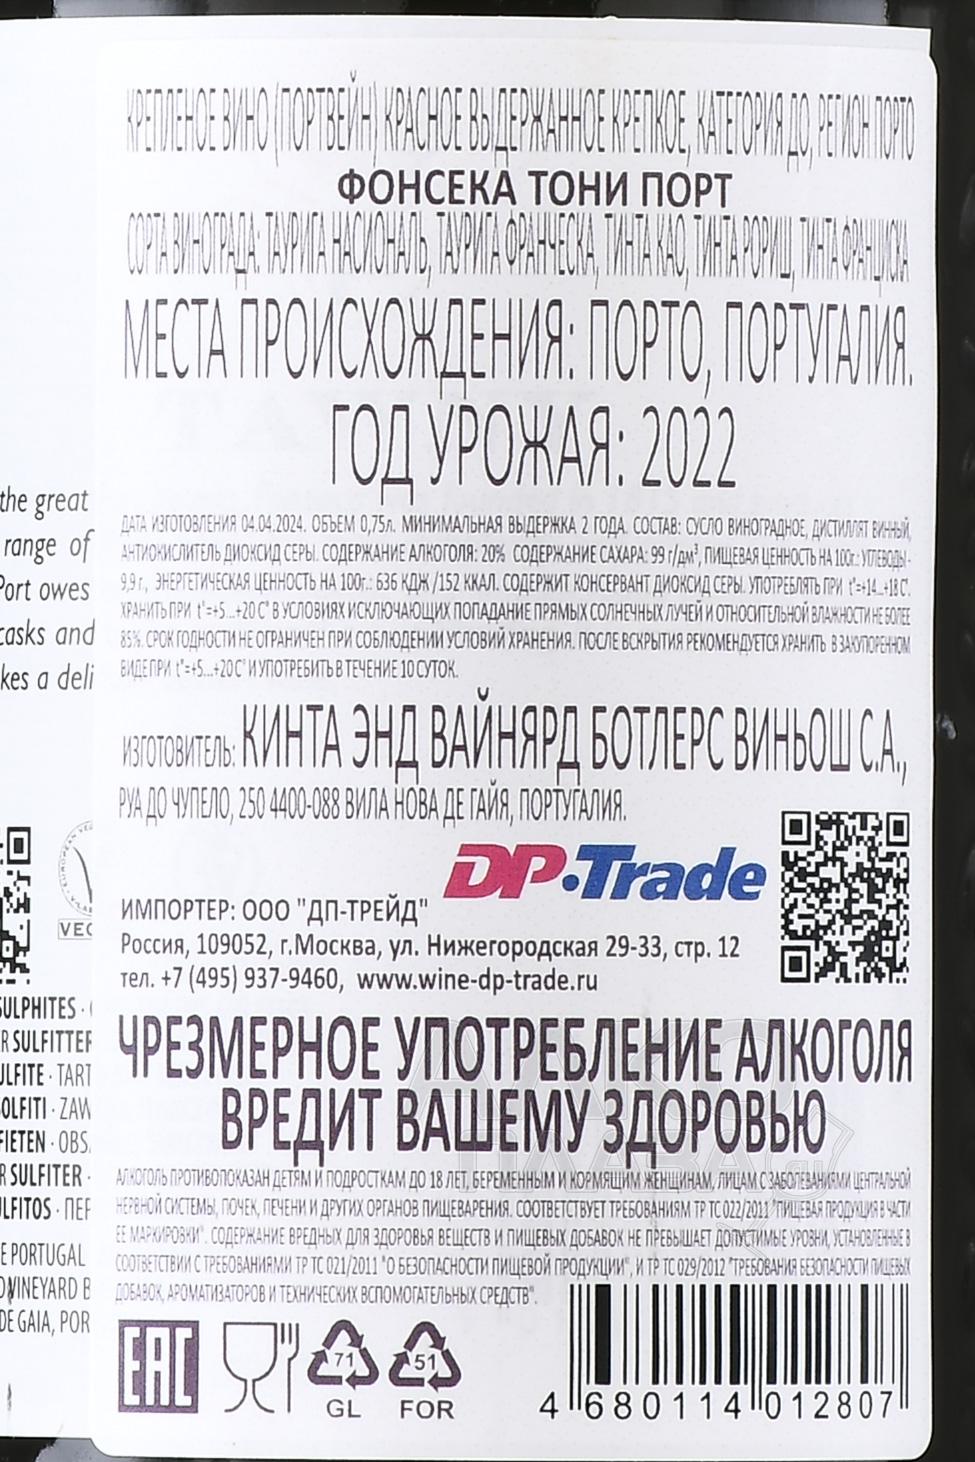 КРЕПЛЕНОЕ ВИНО (ПОРТВЕЙН) КРАСНОЕ ВЫДЕРЖАННОЕ КРЕПКОЕ, КАТЕГОРИЯ ДО, РЕГИОН ПОРТО
ФОНСЕКА ТОНИ ПОРТ
СОРТА ВИНОГРАДА: ТАУРИГА НАСИОНАЛЬ, ТАУРИГА ФРАНЧЕСКА, ТИНТА КАО, ТИНТА РОРИЦ, ТИНТА ФРАНЦИСКА
МЕСТА ПРОИСХОЖДЕНИЯ: ПОРТО, ПОРТУГАЛИЯ.
ГОД УРОЖАЯ: 2022
ДАТА ИЗГОТОВЛЕНИЯ 04.04.2024. ОБЪЕМ 0,75л. МИНИМАЛЬНАЯ ВЫДЕРЖКА 2 ГОДА. СОСТАВ: СУСЛО ВИНОГРАДНОЕ, ДИСТИЛЛЯТ ВИННЫЙ,
АНТИОКИСЛИТЕЛЬ ДИОКСИД СЕРЫ. СОДЕРЖАНИЕ АЛКОГОЛЯ: 20% СОДЕРЖАНИЕ САХАРА: 99 г/дм³, ПИЩЕВАЯ ЦЕННОСТЬ НА 100г.: УГЛЕВОДЫ -
9,9 г., ЭНЕРГЕТИЧЕСКАЯ ЦЕННОСТЬ НА 100г.: 636 КДЖ /152 ККАЛ. СОДЕРЖИТ КОНСЕРВАНТ ДИОКСИД СЕРЫ. УПОТРЕБЛЯТЬ ПРИ t°=+14...+18 C°.
ХРАНИТЬ ПРИ t°=+5...+20 C° В УСЛОВИЯХ ИСКЛЮЧАЮЩИХ ПОПАДАНИЕ ПРЯМЫХ СОЛНЕЧНЫХ ЛУЧЕЙ И ОТНОСИТЕЛЬНОЙ ВЛАЖНОСТИ НЕ БОЛЕЕ
85%. СРОК ГОДНОСТИ НЕ ОГРАНИЧЕН ПРИ СОБЛЮДЕНИИ УСЛОВИЙ ХРАНЕНИЯ. ПОСЛЕ ВСКРЫТИЯ РЕКОМЕНДУЕТСЯ ХРАНИТЬ В ЗАКУПОРЕННОМ
ВИДЕ ПРИ t°=+5...+20 C° И УПОТРЕБИТЬ В ТЕЧЕНИЕ 10 СУТОК.
ИЗГОТОВИТЕЛЬ: КИНТА ЭНД ВАЙНЯРД БОТЛЕРС ВИНЬОШ С.А.,
РУА ДО ЧУПЕЛО, 250 4400-088 ВИЛА НОВА ДЕ ГАЙЯ, ПОРТУГАЛИЯ.
DP•Trade
ИМПОРТЕР: ООО "ДП-ТРЕЙД"
Россия, 109052, г.Москва, ул. Нижегородская 29-33, стр. 12
тел. +7 (495) 937-9460, www.wine-dp-trade.ru
ЧРЕЗМЕРНОЕ УПОТРЕБЛЕНИЕ АЛКОГОЛЯ
ВРЕДИТ ВАШЕМУ ЗДОРОВЬЮ
АЛКОГОЛЬ ПРОТИВОПОКАЗАН ДЕТЯМ И ПОДРОСТКАМ ДО 18 ЛЕТ, БЕРЕМЕННЫМ И КОРМЯЩИМ ЖЕНЩИНАМ, ЛИЦАМ С ЗАБОЛЕВАНИЯМИ ЦЕНТРАЛЬНОЙ
НЕРВНОЙ СИСТЕМЫ, ПОЧЕК, ПЕЧЕНИ И ДРУГИХ ОРГАНОВ ПИЩЕВАРЕНИЯ. СООТВЕТСТВУЕТ ТРЕБОВАНИЯМ ТР ТС 022/2011 "ПИЩЕВАЯ ПРОДУКЦИЯ В ЧАСТИ
ЕЕ МАРКИРОВКИ". СОДЕРЖАНИЕ ВРЕДНЫХ ДЛЯ ЗДОРОВЬЯ ВЕЩЕСТВ И ПИЩЕВЫХ ДОБАВОК НЕ ПРЕВЫШАЕТ ДОПУСТИМЫЕ УРОВНИ, УСТАНОВЛЕННЫЕ В
СООТВЕТСТВИИ С ТРЕБОВАНИЯМИ ТР ТС 021/2011 "О БЕЗОПАСНОСТИ ПИЩЕВОЙ ПРОДУКЦИИ", И ТР ТС 029/2012 "ТРЕБОВАНИЯ БЕЗОПАСНОСТИ ПИЩЕВЫХ
ДОБАВОК, АРОМАТИЗАТОРОВ И ТЕХНИЧЕСКИХ ВСПОМОГАТЕЛЬНЫХ СРЕДСТВ".
EAC
71
GL
51
FOR
4 680114 012807
the great
range of
Port owes
casks and
kes a deli
VEG
SULPHITES ·
R SULFITTER
ULFITE · TART
SOLFITI · ZAW
FIETEN · OBS
R SULFITER ·
ULFITOS · ПЕР
E PORTUGAL
VINEYARD B
DE GAIA, POR